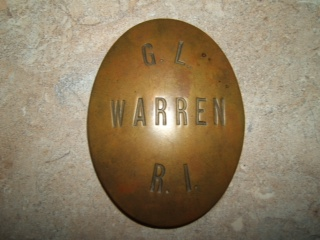 G L
WARREN
R. I.